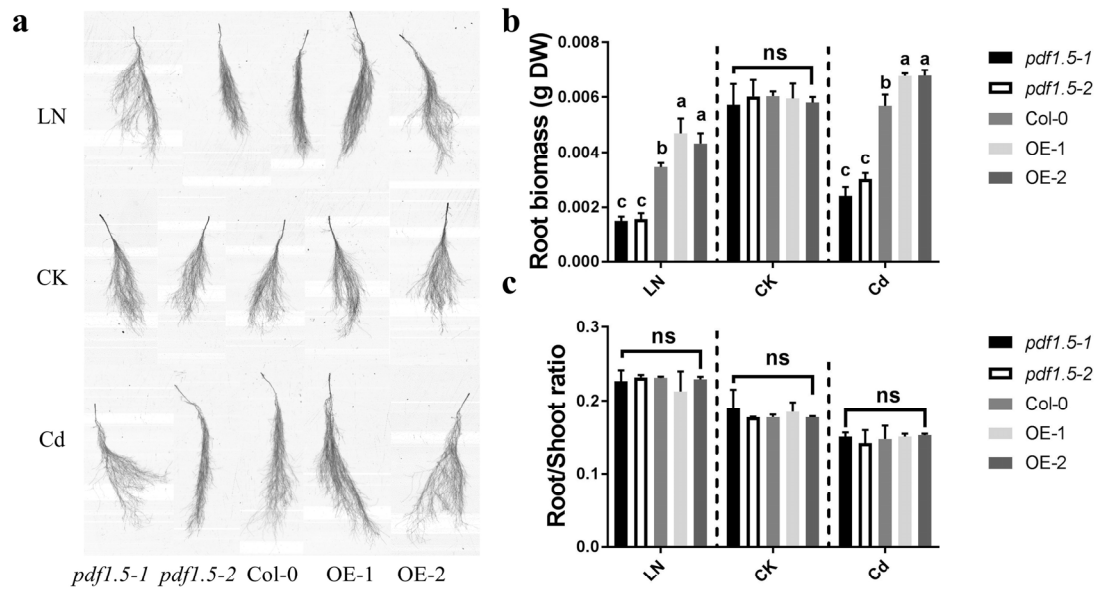 a
LN
CK
Cd
pdf1.5-1 pdf1.5-2 Col-0 OE-1 OE-2
b
Root biomass (g DW)
0.008
0.006
0.004
0.002
0.000
c c b a a
ns
c c b a a
LN CK Cd
pdf1.5-1
pdf1.5-2
Col-0
OE-1
OE-2
c
Root/Shoot ratio
0.3
0.2
0.1
0.0
ns
ns
ns
LN CK Cd
pdf1.5-1
pdf1.5-2
Col-0
OE-1
OE-2